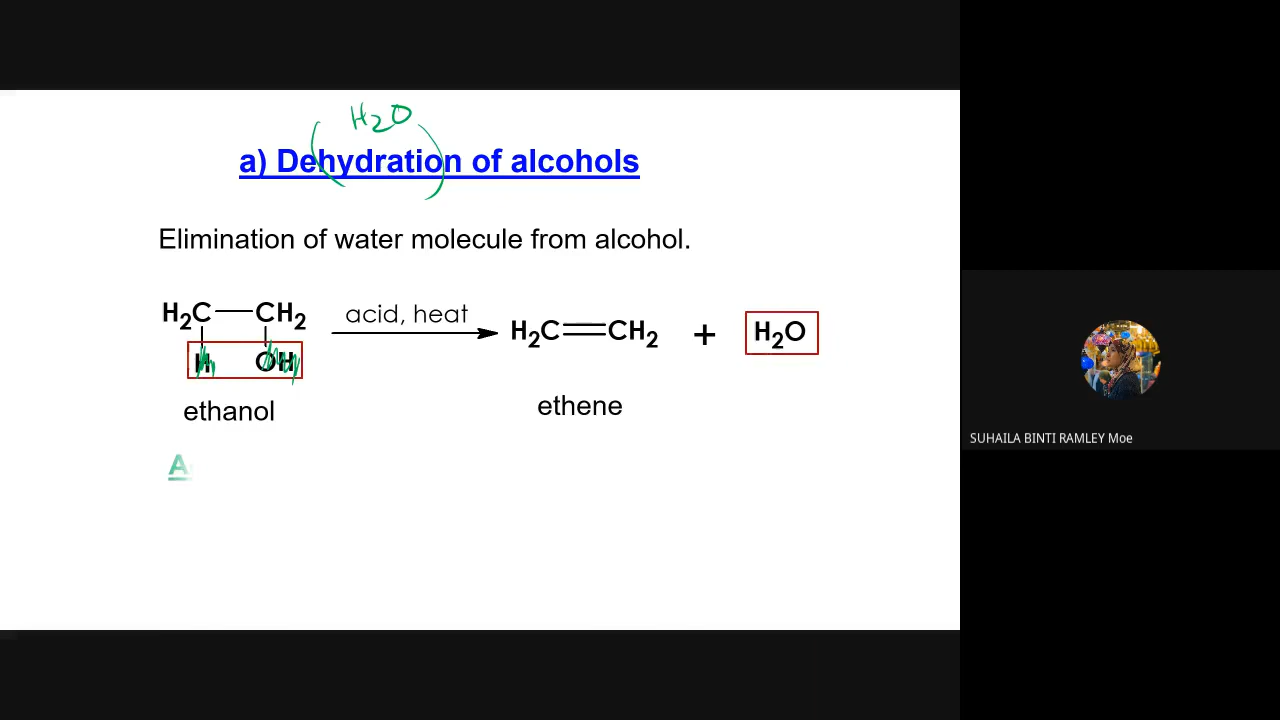 H2O
a) Dehydration of alcohols
Elimination of water molecule from alcohol.
H2C — CH2 acid, heat H2C=CH2 + H2O
H OH
ethanol ethene
A
SUHAILA BINTI RAMLEY Moe